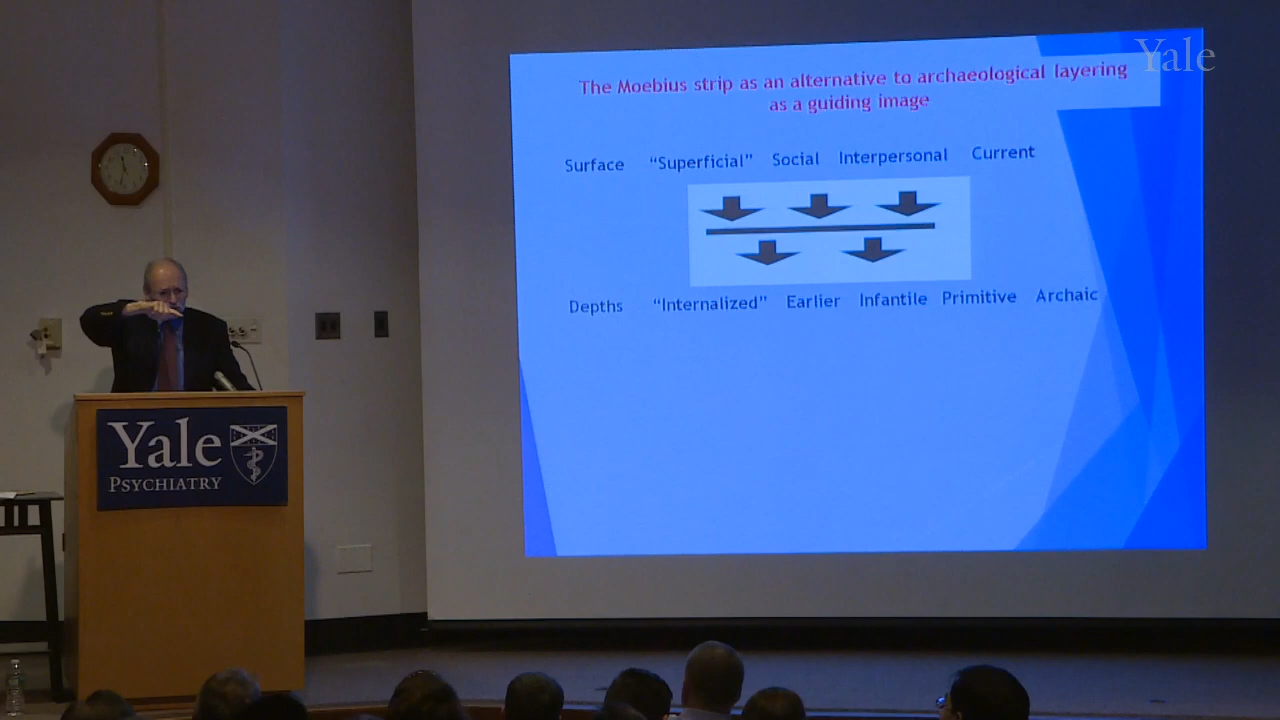 Yale
The Moebius strip as an alternative to archaeological layering
as a guiding image
Surface “Superficial” Social Interpersonal Current
Depths “Internalized” Earlier Infantile Primitive Archaic
Yale
PSYCHIATRY